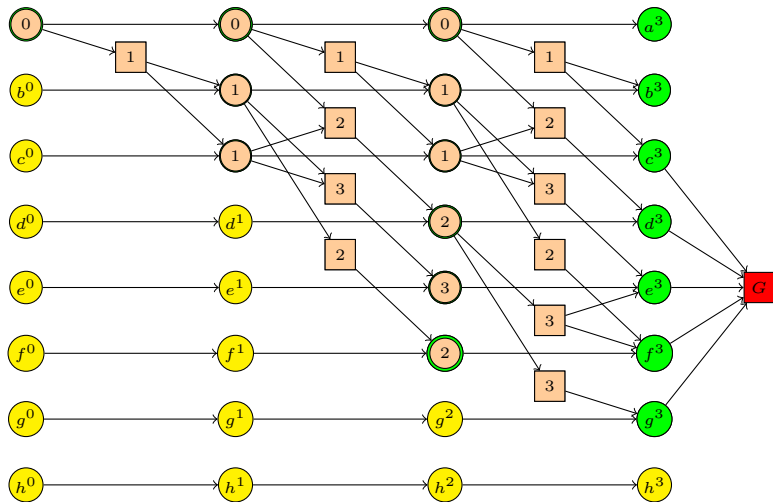 0 0 0 a³
1 1 1
b⁰ 1 1 b³
2 2
c⁰ 1 1 c³
3 3
d⁰ d¹ 2 d³
2 2
e⁰ e¹ 3 e³ G
3
f⁰ f¹ 2 f³
3
g⁰ g¹ g² g³
h⁰ h¹ h² h³